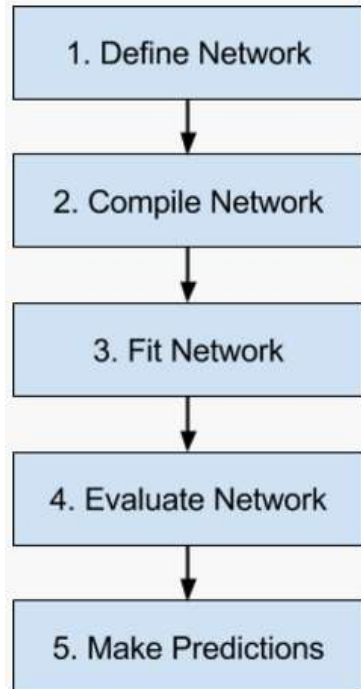 1. Define Network
2. Compile Network
3. Fit Network
4. Evaluate Network
5. Make Predictions